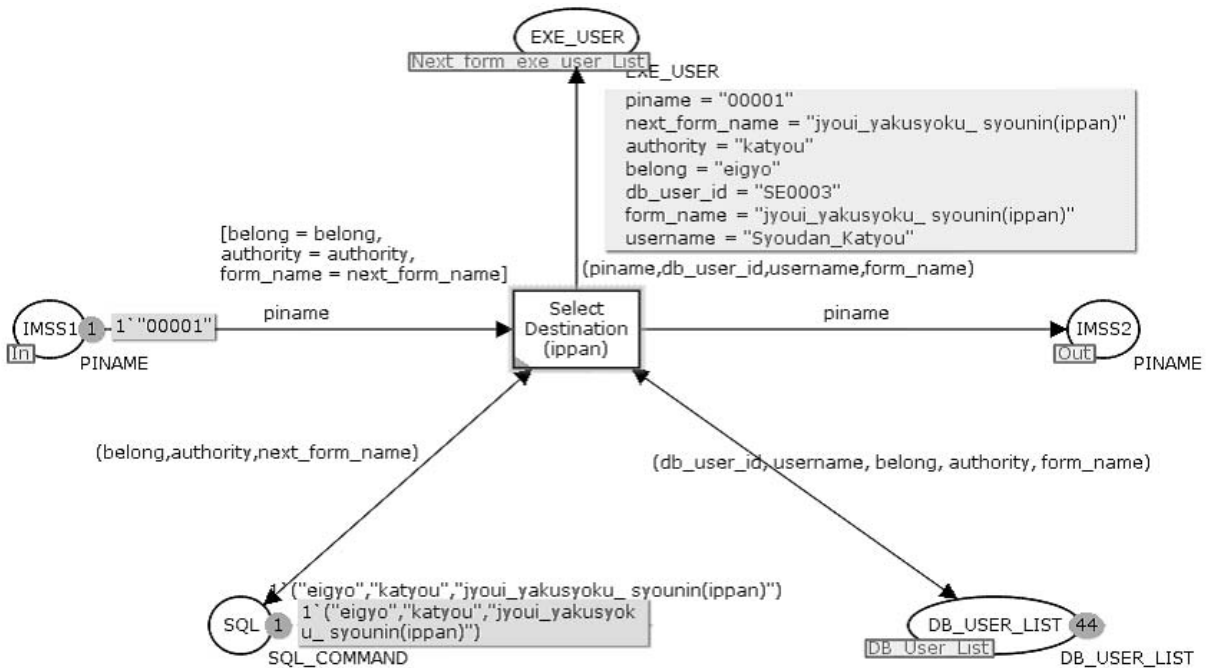 EXE_USER
Next form exe user List
EXE_USER
piname = "00001"
next_form_name = "jyoui_yakusyoku_ syounin(ippan)"
authority = "katyou"
belong = "eigyo"
db_user_id = "SE0003"
form_name = "jyoui_yakusyoku_ syounin(ippan)"
username = "Syoudan_Katyou"
[belong = belong,
authority = authority,
form_name = next_form_name]
(piname,db_user_id,username,form_name)
IMSS1
1
1`"00001"
In
PINAME
piname
Select
Destination
(ippan)
piname
IMSS2
Out
PINAME
(belong,authority,next_form_name)
(db_user_id, username, belong, authority, form_name)
1`("eigyo","katyou","jyoui_yakusyoku_ syounin(ippan)")
SQL
1
1`("eigyo","katyou","jyoui_yakusyok
u_ syounin(ippan)")
SQL_COMMAND
DB_USER_LIST
44
DB User List
DB_USER_LIST